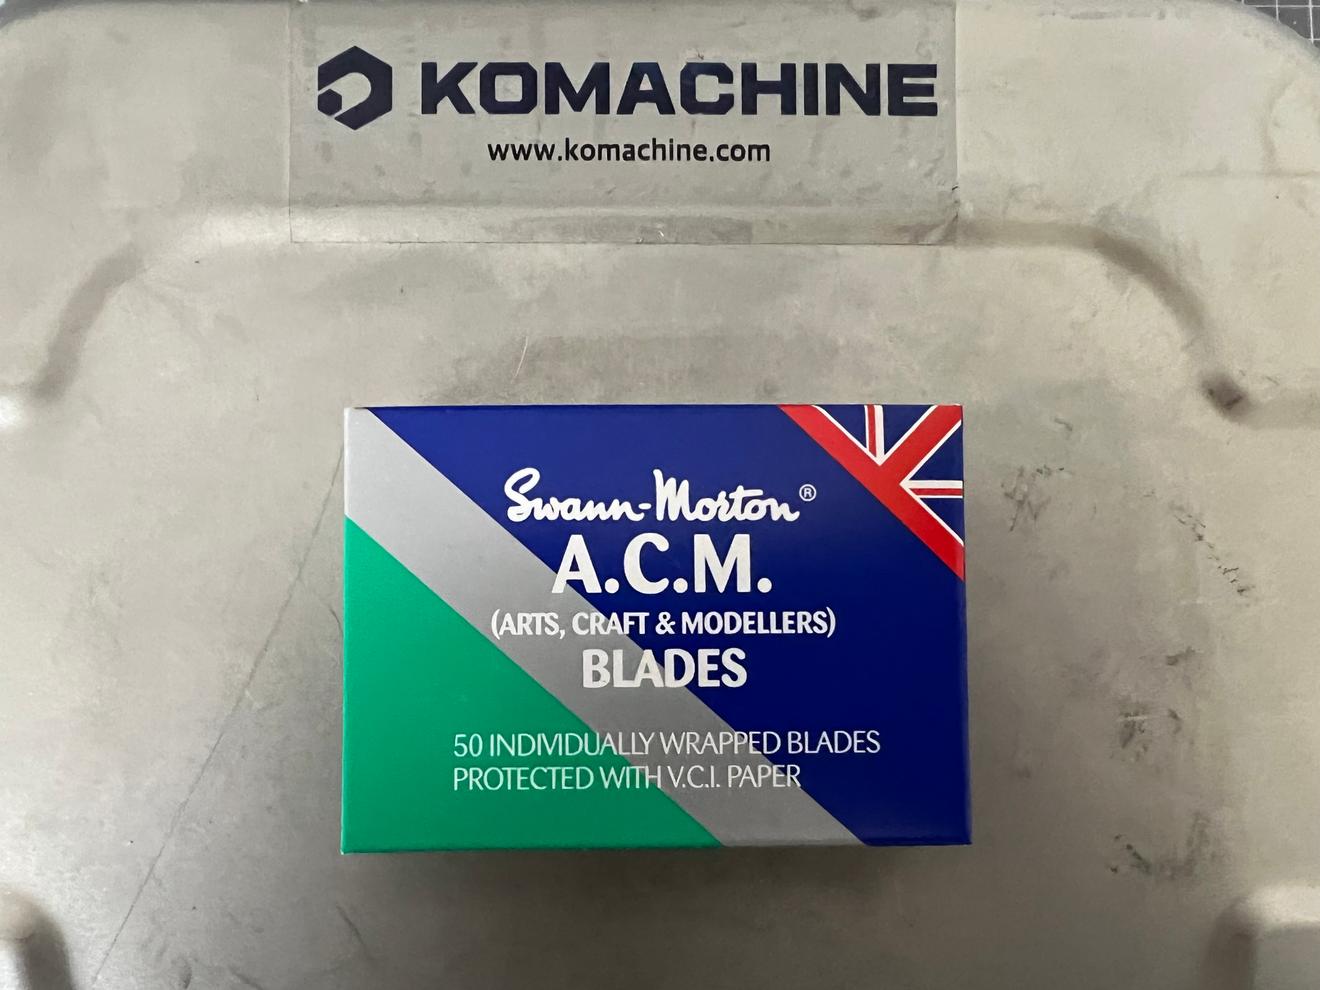 KOMACHINE
www.komachine.com
Swann-Morton®
A.C.M.
(ARTS, CRAFT & MODELLERS)
BLADES
50 INDIVIDUALLY WRAPPED BLADES
PROTECTED WITH V.C.I. PAPER